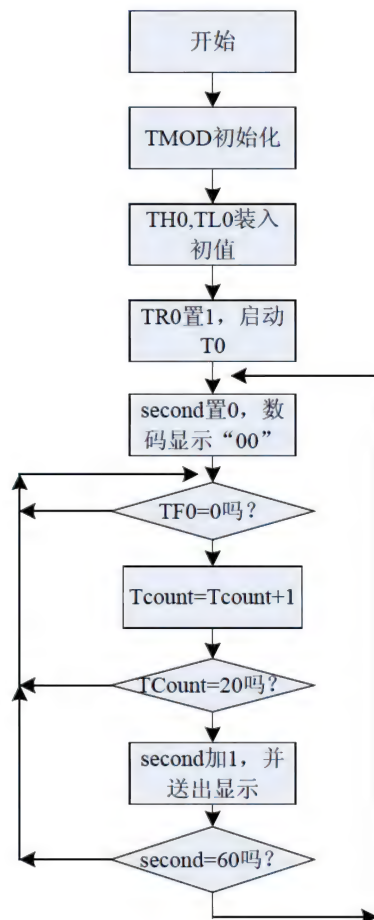 开始
TMOD初始化
TH0,TL0装入
初值
TR0置1，启动
T0
second置0，数
码显示“00”
TF0=0吗?
Tcount=Tcount+1
TCount=20吗?
second加1，并
送出显示
second=60吗?